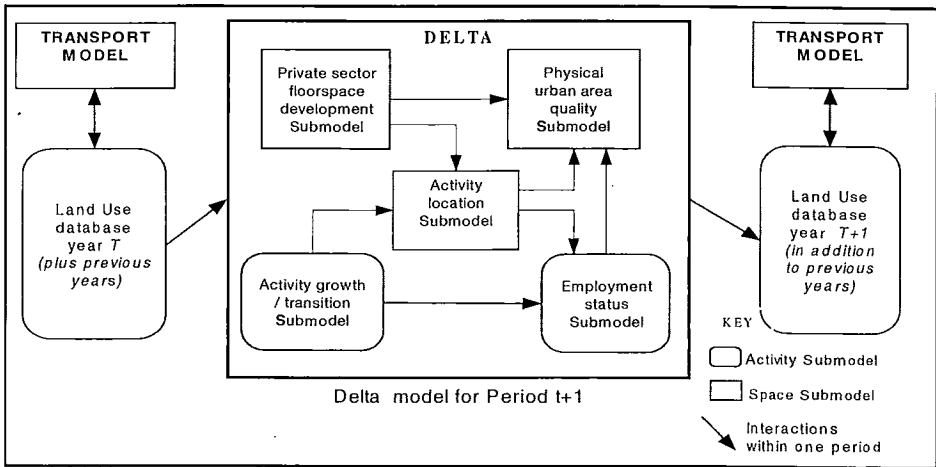 TRANSPORT
MODEL
Land Use
database
year T
(plus previous
years)
DELTA
Private sector
floorspace
development
Submodel
Physical
urban area
quality
Submodel
Activity
location
Submodel
Activity growth
/ transition
Submodel
Employment
status
Submodel
Delta model for Period t+1
TRANSPORT
MODEL
Land Use
database
year T+1
(in addition
to previous
years)
KEY
Activity Submodel
Space Submodel
Interactions
within one period